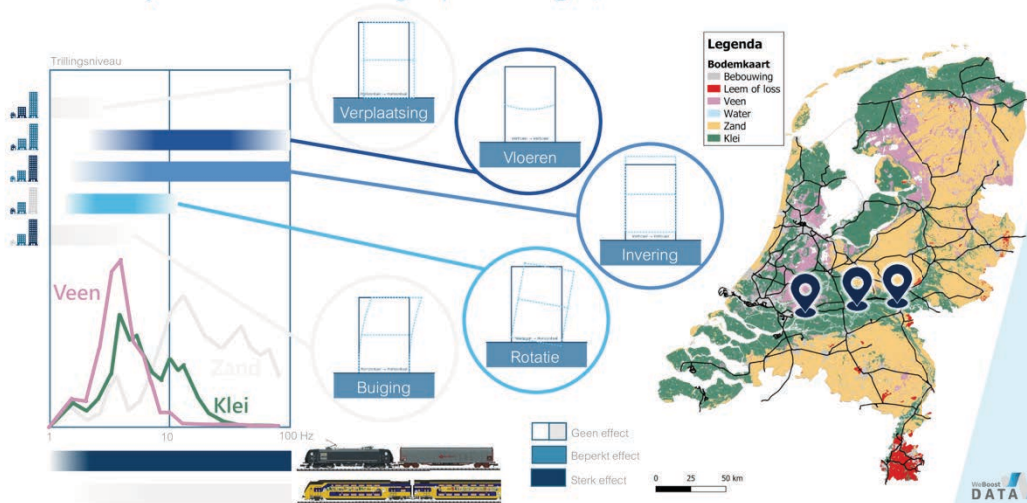 Trillingsniveau
Verplaatsing
Vloeren
Invering
Rotatie
Buiging
Veen
Zand
Klei
1
10
100 Hz
Geen effect
Beperkt effect
Sterk effect
Legenda
Bodemkaart
Bebouwing
Leem of loss
Veen
Water
Zand
Klei
0
25
50 km
VibBoost
DATA